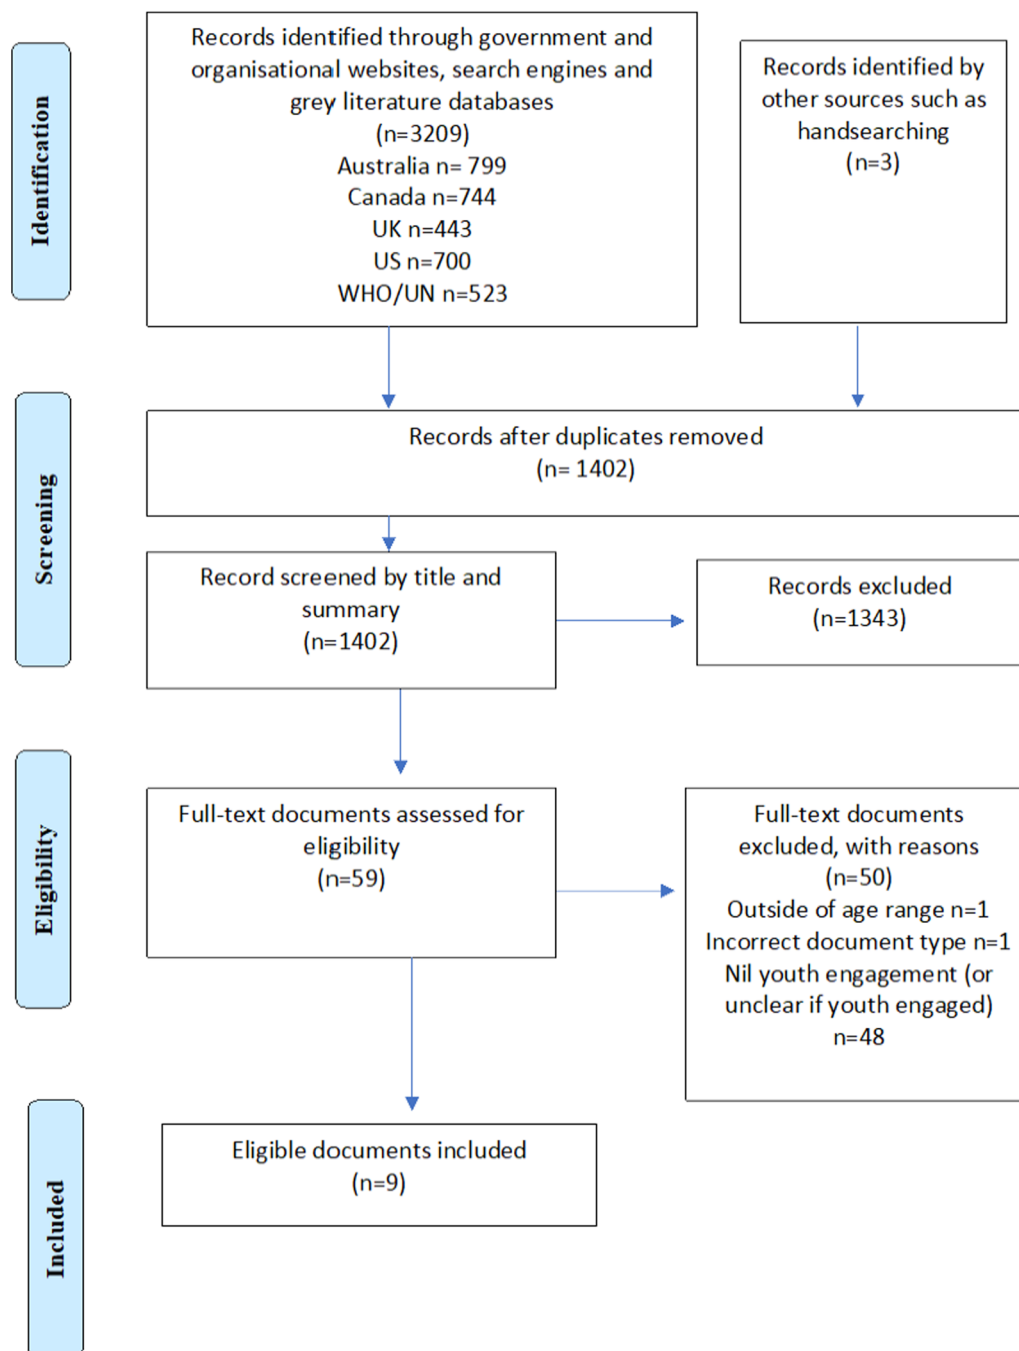 Identification
Records identified through government and
organisational websites, search engines and
grey literature databases
(n=3209)
Australia n= 799
Canada n=744
UK n=443
US n=700
WHO/UN n=523
Records identified by
other sources such as
handsearching
(n=3)
Screening
Records after duplicates removed
(n= 1402)
Record screened by title and
summary
(n=1402)
Records excluded
(n=1343)
Eligibility
Full-text documents assessed for
eligibility
(n=59)
Full-text documents
excluded, with reasons
(n=50)
Outside of age range n=1
Incorrect document type n=1
Nil youth engagement (or
unclear if youth engaged)
n=48
Included
Eligible documents included
(n=9)